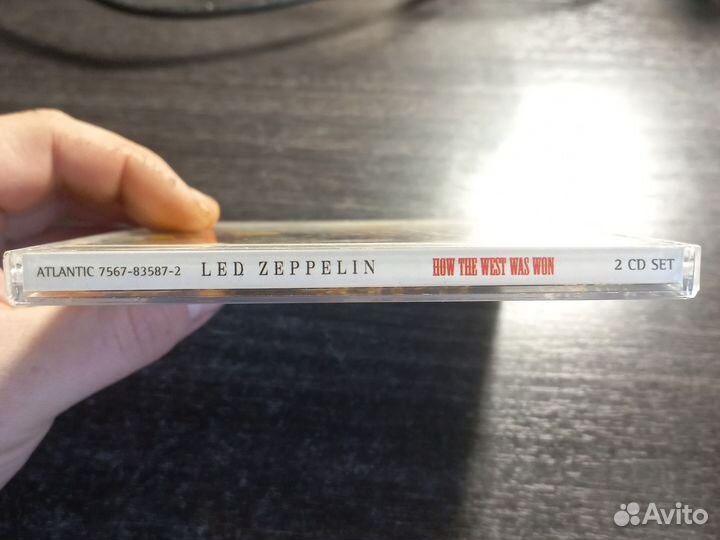 ATLANTIC 7567-83587-2 LED ZEPPELIN HOW THE WEST WAS WON 2 CD SET
Avito